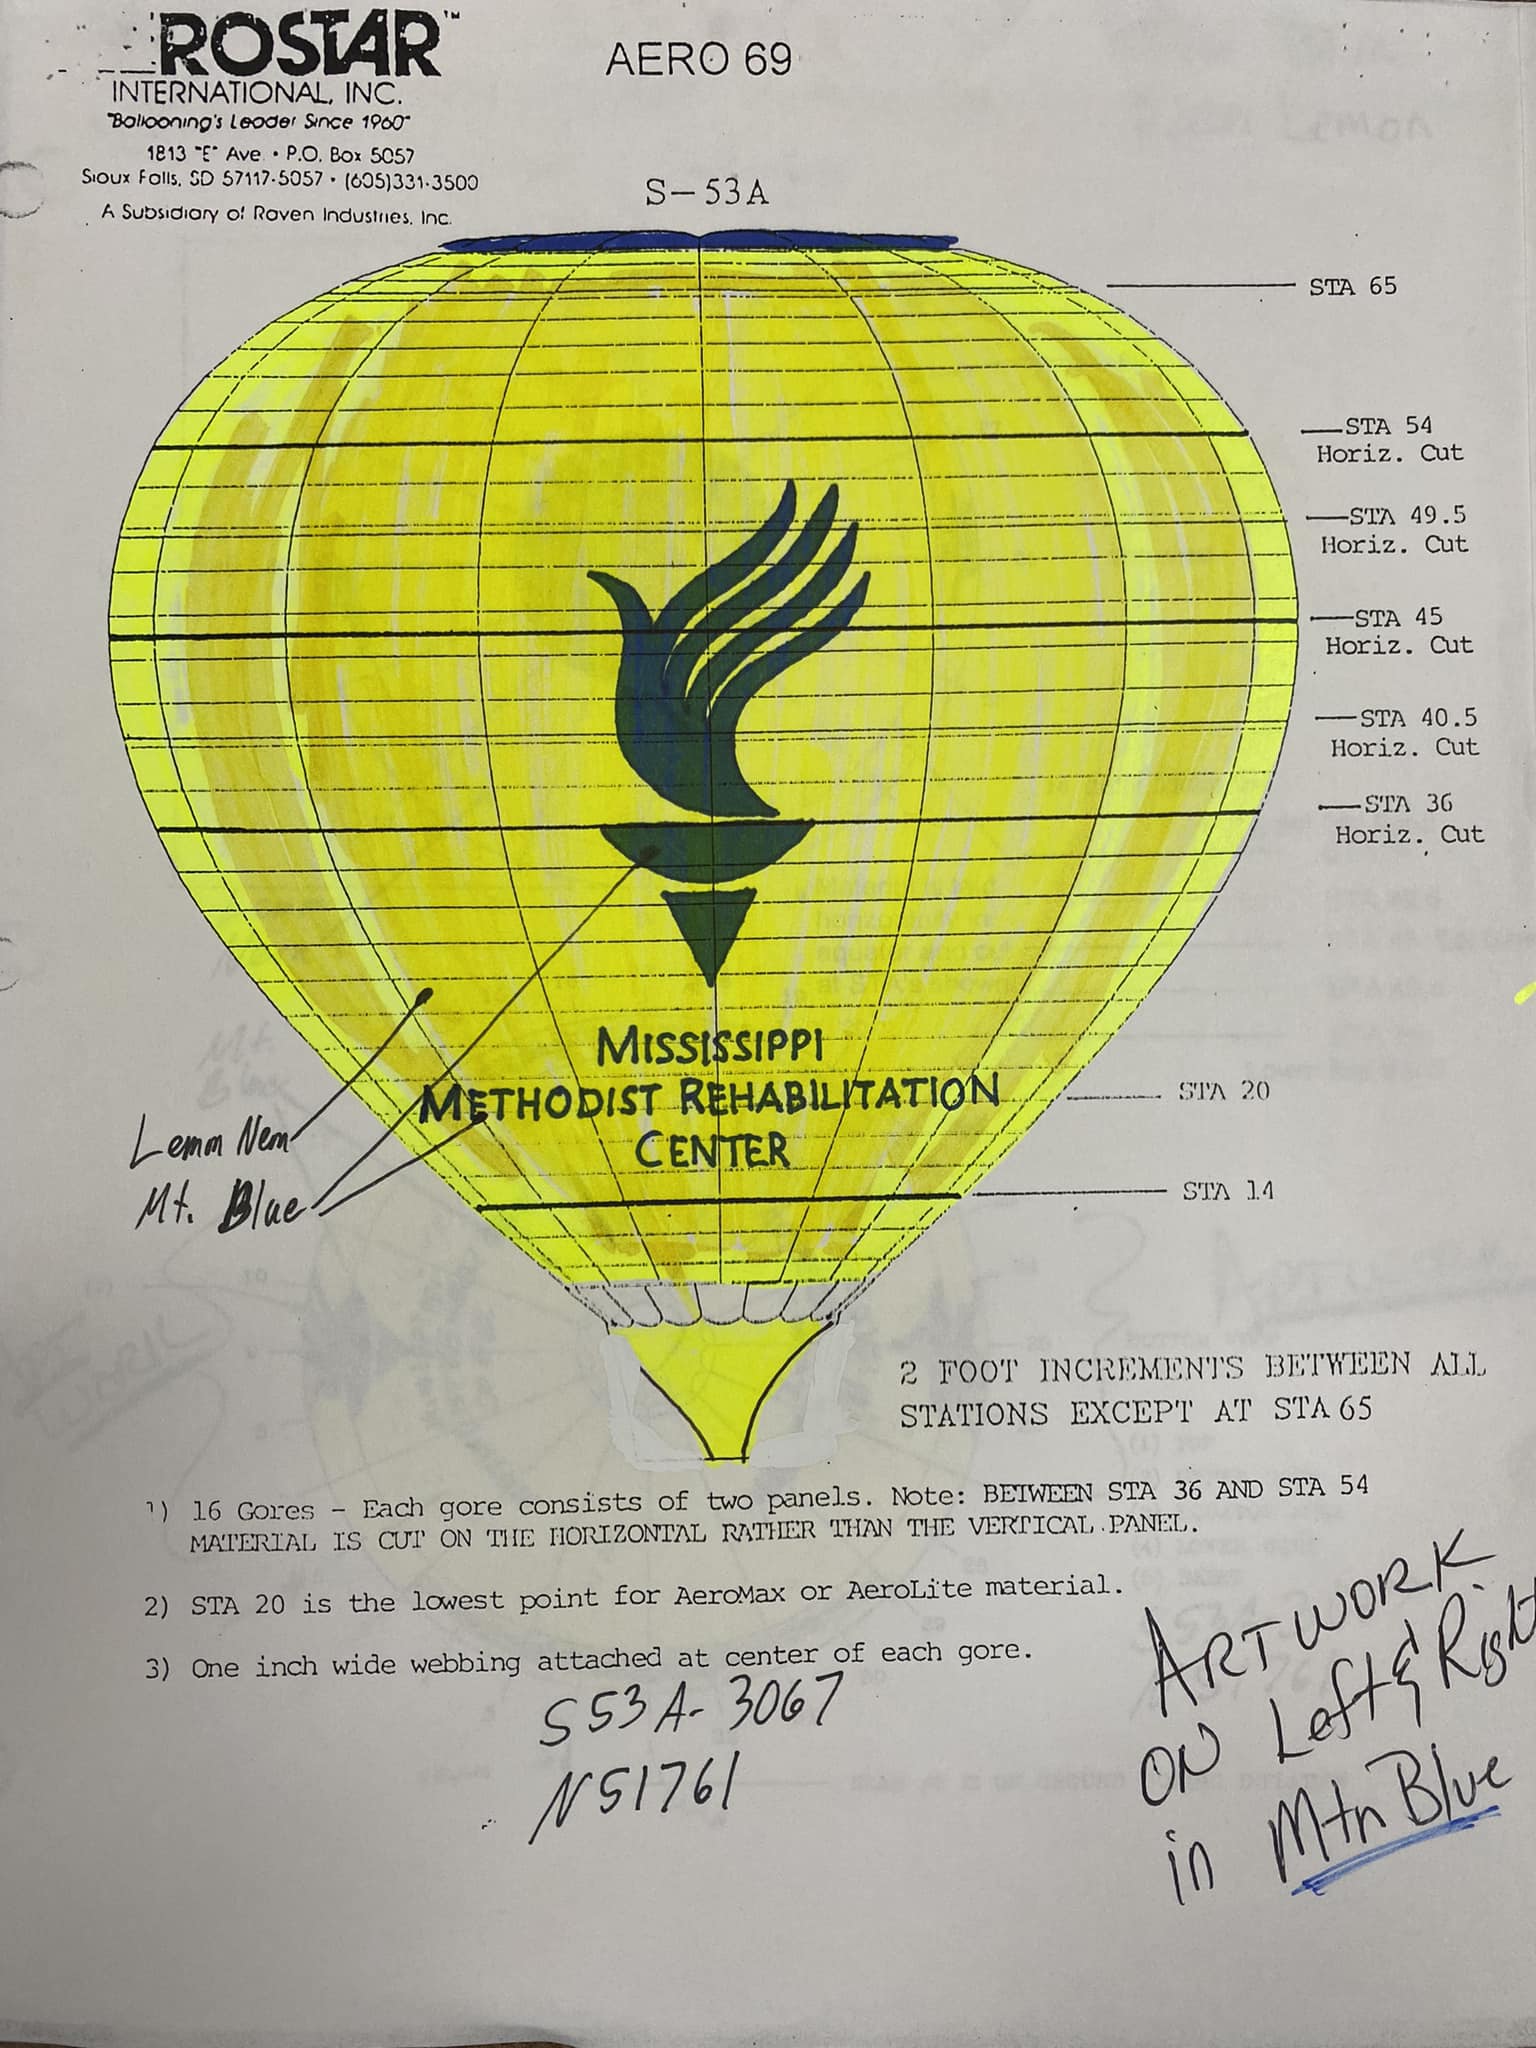 ROSTAR™
INTERNATIONAL, INC.
"Ballooning's Leader Since 1960"
1813 "E" Ave. • P.O. Box 5057
Sioux Falls, SD 57117-5057 • (605)331-3500
A Subsidiary of Raven Industries, Inc.
AERO 69
S-53A
STA 65
STA 54
Horiz. Cut
STA 49.5
Horiz. Cut
STA 45
Horiz. Cut
STA 40.5
Horiz. Cut
STA 36
Horiz. Cut
MISSISSIPPI
METHODIST REHABILITATION
CENTER
STA 20
STA 14
Mt. Blue
2 FOOT INCREMENTS BETWEEN ALL
STATIONS EXCEPT AT STA 65
1) 16 Gores - Each gore consists of two panels. Note: BETWEEN STA 36 AND STA 54
MATERIAL IS CUT ON THE HORIZONTAL RATHER THAN THE VERTICAL PANEL.
2) STA 20 is the lowest point for AeroMax or AeroLite material.
3) One inch wide webbing attached at center of each gore.
S53A-3067
N51761
ARTWORK
ON Left & Right
in Mtn Blue